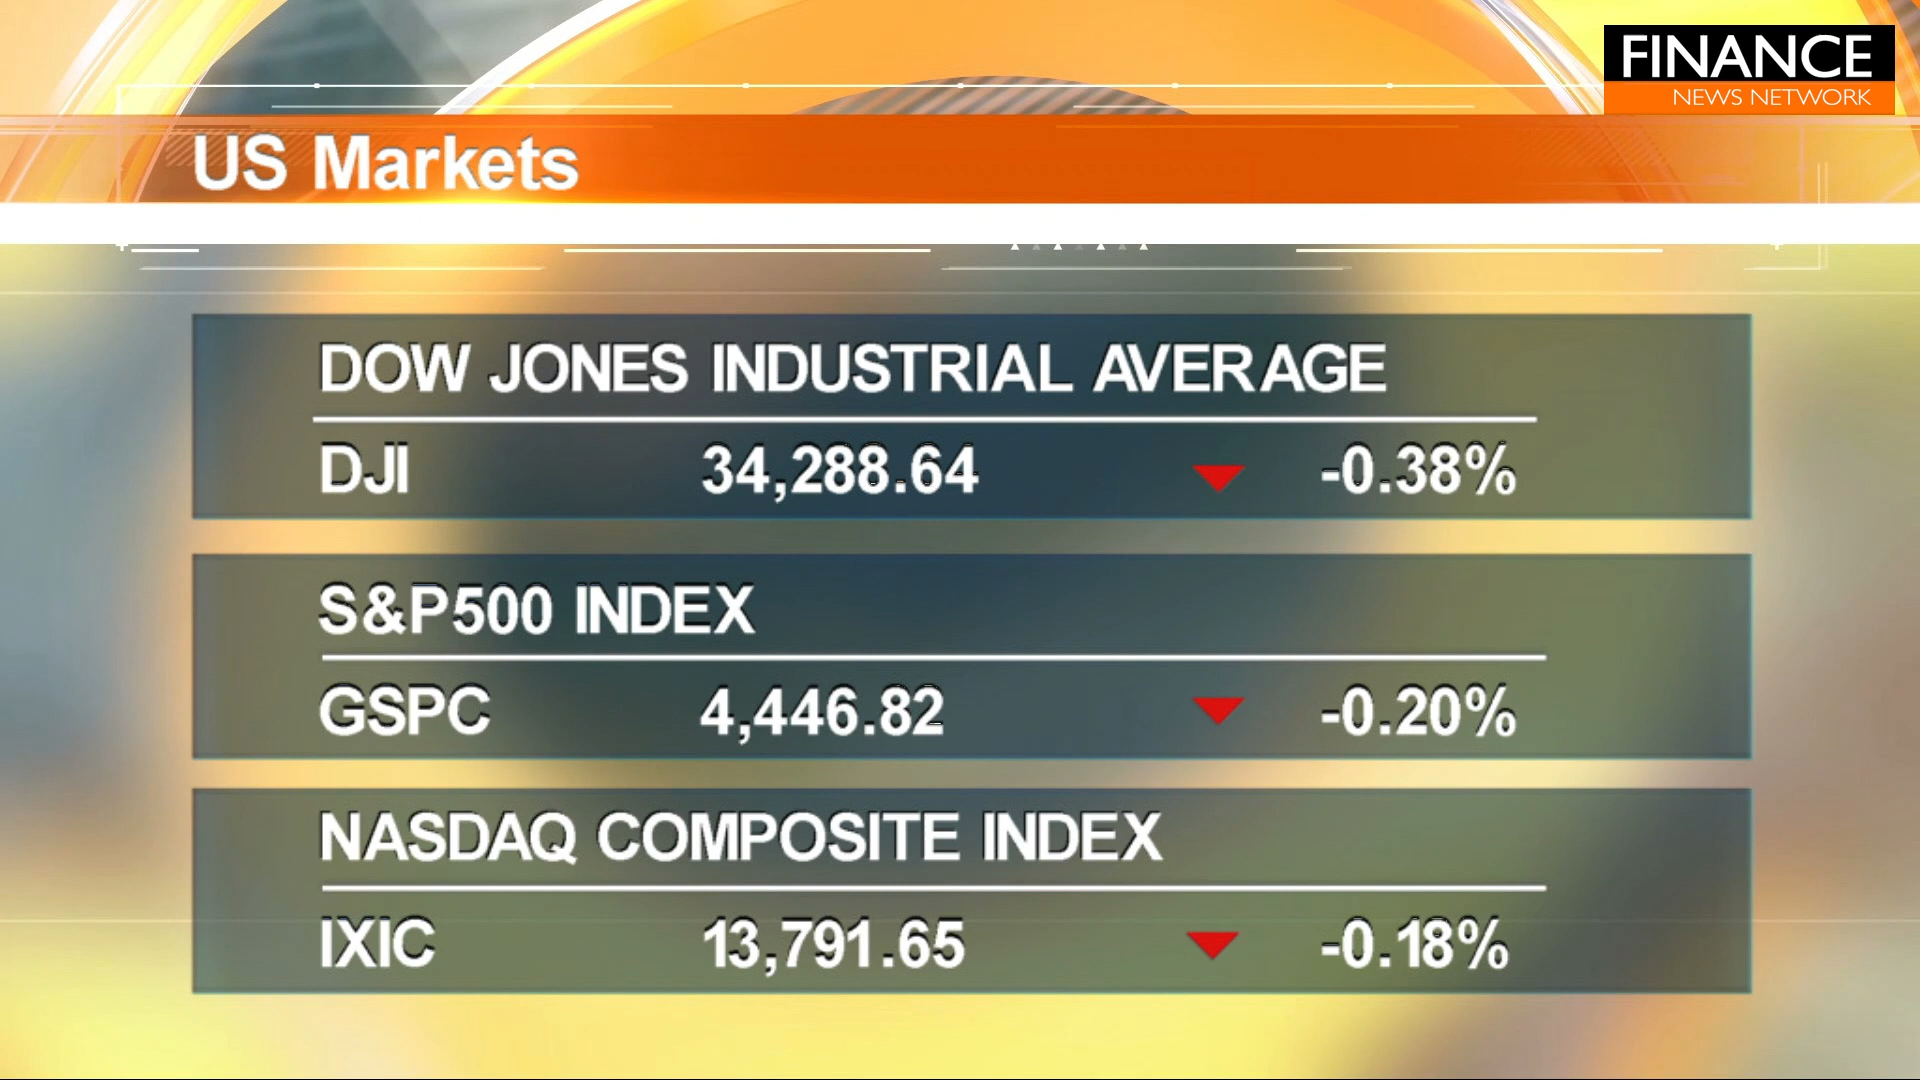 FINANCE
NEWS NETWORK
US Markets
DOW JONES INDUSTRIAL AVERAGE
DJI 34,288.64 -0.38%
S&P500 INDEX
GSPC 4,446.82 -0.20%
NASDAQ COMPOSITE INDEX
IXIC 13,791.65 -0.18%